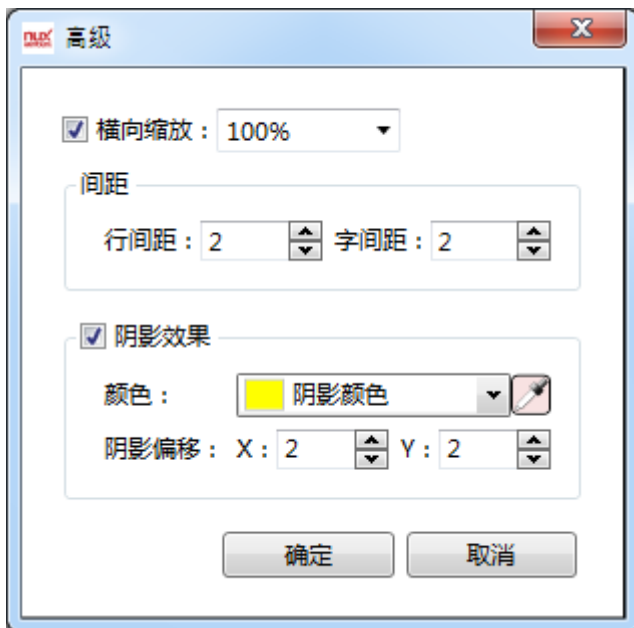 高级
横向缩放：100%
间距
行间距：2 字间距：2
阴影效果
颜色： 阴影颜色
阴影偏移： X：2 Y：2
确定 取消